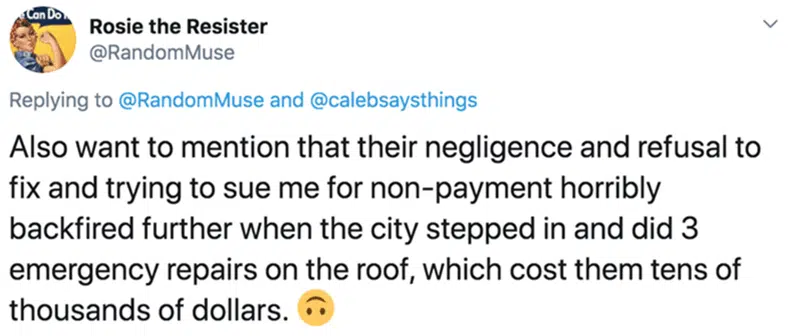 Can Do
Rosie the Resister
@RandomMuse
Replying to @RandomMuse and @calebsaysthings
Also want to mention that their negligence and refusal to
fix and trying to sue me for non-payment horribly
backfired further when the city stepped in and did 3
emergency repairs on the roof, which cost them tens of
thousands of dollars. 🙃